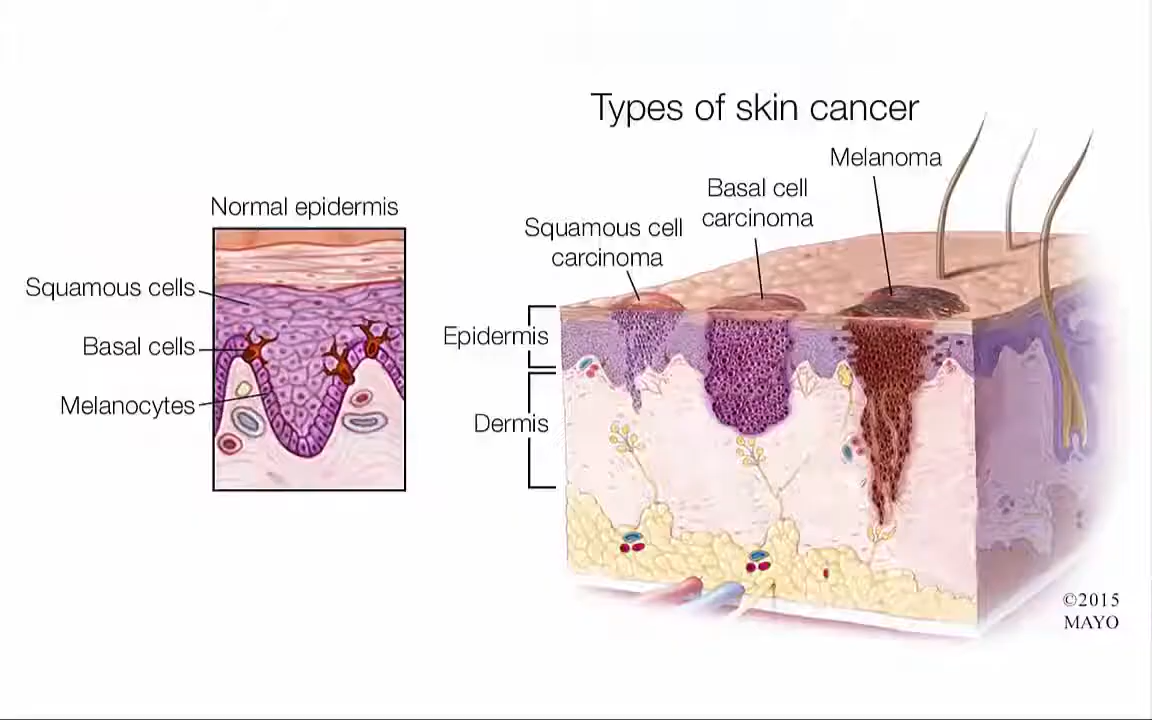 Types of skin cancer
Melanoma
Basal cell
carcinoma
Squamous cell
carcinoma
Normal epidermis
Squamous cells
Basal cells
Melanocytes
Epidermis
Dermis
©2015
MAYO